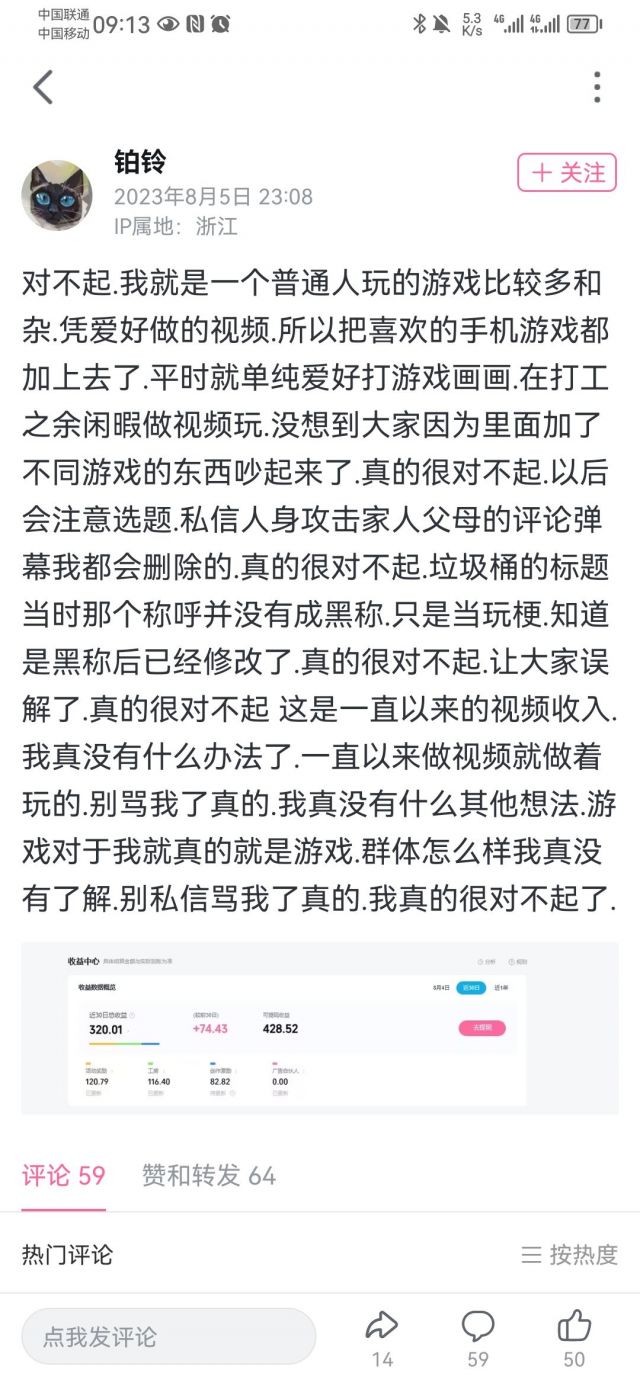 中国联通
中国移动
09:13
5.3
K/s
4G
4G
77
铂铃
+ 关注
2023年8月5日 23:08
IP属地：浙江
对不起.我就是一个普通人玩的游戏比较多和
杂.凭爱好做的视频.所以把喜欢的手机游戏都
加上去了.平时就单纯爱好打游戏画画.在打工
之余闲暇做视频玩.没想到大家因为里面加了
不同游戏的东西吵起来了.真的很对不起.以后
会注意选题.私信人身攻击家人父母的评论弹
幕我都会删除的.真的很对不起.垃圾桶的标题
当时那个称呼并没有成黑称.只是当玩梗.知道
是黑称后已经修改了.真的很对不起.让大家误
解了.真的很对不起 这是一直以来的视频收入.
我真没有什么办法了.一直以来做视频就做着
玩的.别骂我了真的.我真没有什么其他想法.游
戏对于我就真的就是游戏.群体怎么样我真没
有了解.别私信骂我了真的.我真的很对不起了.
收益中心
收益数据概览
8月4日 近30日 近1年
近30日总收益 (较前30日) 可提现收益
320.01 +74.43 428.52
去提现
120.79 116.40 82.82 0.00
评论 59 赞和转发 64
热门评论 按热度
点我发评论
14 59 50